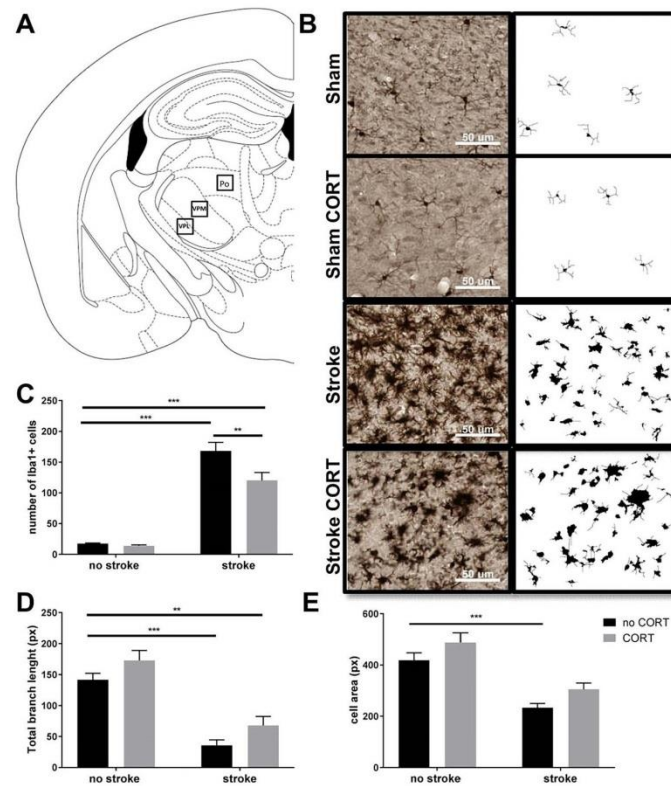 A
Po
VPM
VPL
B
Sham
50 um
Sham CORT
50 um
Stroke
50 um
Stroke CORT
50 um
C
number of Iba1+ cells
250
200
150
100
50
0
***
***
**
no stroke
stroke
D
Total branch lenght (px)
200
150
100
50
0
**
***
no stroke
stroke
E
cell area (px)
600
400
200
0
***
no CORT
CORT
no stroke
stroke